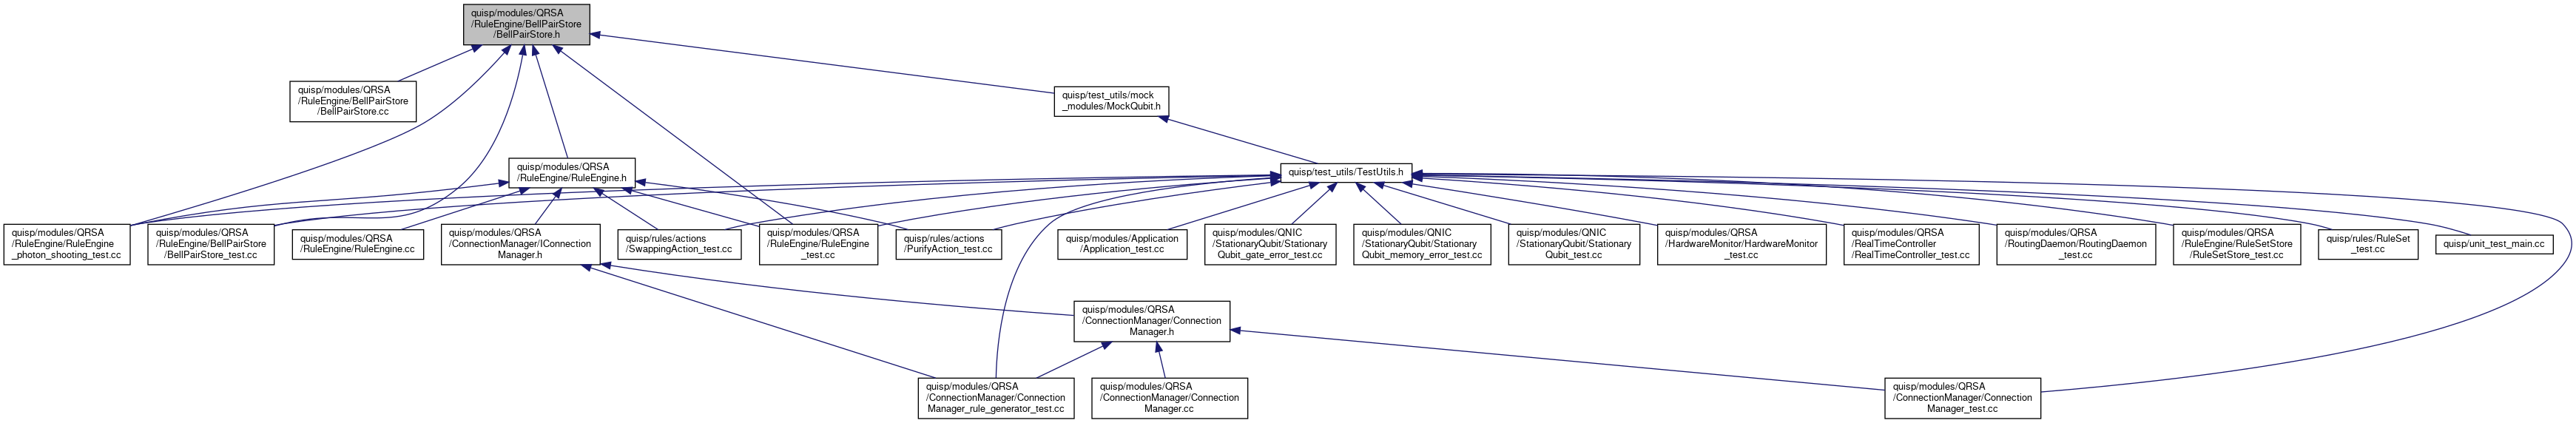 quisp/modules/QRSA
/RuleEngine/BellPairStore
/BellPairStore.h
quisp/modules/QRSA
/RuleEngine/BellPairStore
/BellPairStore.cc
quisp/test_utils/mock
_modules/MockQubit.h
quisp/modules/QRSA
/RuleEngine/RuleEngine.h
quisp/test_utils/TestUtils.h
quisp/modules/QRSA
/RuleEngine/RuleEngine
_photon_shooting_test.cc
quisp/modules/QRSA
/RuleEngine/BellPairStore
/BellPairStore_test.cc
quisp/modules/QRSA
/RuleEngine/RuleEngine.cc
quisp/modules/QRSA
/ConnectionManager/IConnection
Manager.h
quisp/rules/actions
/SwappingAction_test.cc
quisp/modules/QRSA
/RuleEngine/RuleEngine
_test.cc
quisp/rules/actions
/PurifyAction_test.cc
quisp/modules/Application
/Application_test.cc
quisp/modules/QNIC
/StationaryQubit/Stationary
Qubit_gate_error_test.cc
quisp/modules/QNIC
/StationaryQubit/Stationary
Qubit_memory_error_test.cc
quisp/modules/QNIC
/StationaryQubit/Stationary
Qubit_test.cc
quisp/modules/QRSA
/HardwareMonitor/HardwareMonitor
_test.cc
quisp/modules/QRSA
/RealTimeController
/RealTimeController_test.cc
quisp/modules/QRSA
/RoutingDaemon/RoutingDaemon
_test.cc
quisp/modules/QRSA
/RuleEngine/RuleSetStore
/RuleSetStore_test.cc
quisp/rules/RuleSet
_test.cc
quisp/unit_test_main.cc
quisp/modules/QRSA
/ConnectionManager/Connection
Manager.h
quisp/modules/QRSA
/ConnectionManager/Connection
Manager_rule_generator_test.cc
quisp/modules/QRSA
/ConnectionManager/Connection
Manager.cc
quisp/modules/QRSA
/ConnectionManager/Connection
Manager_test.cc